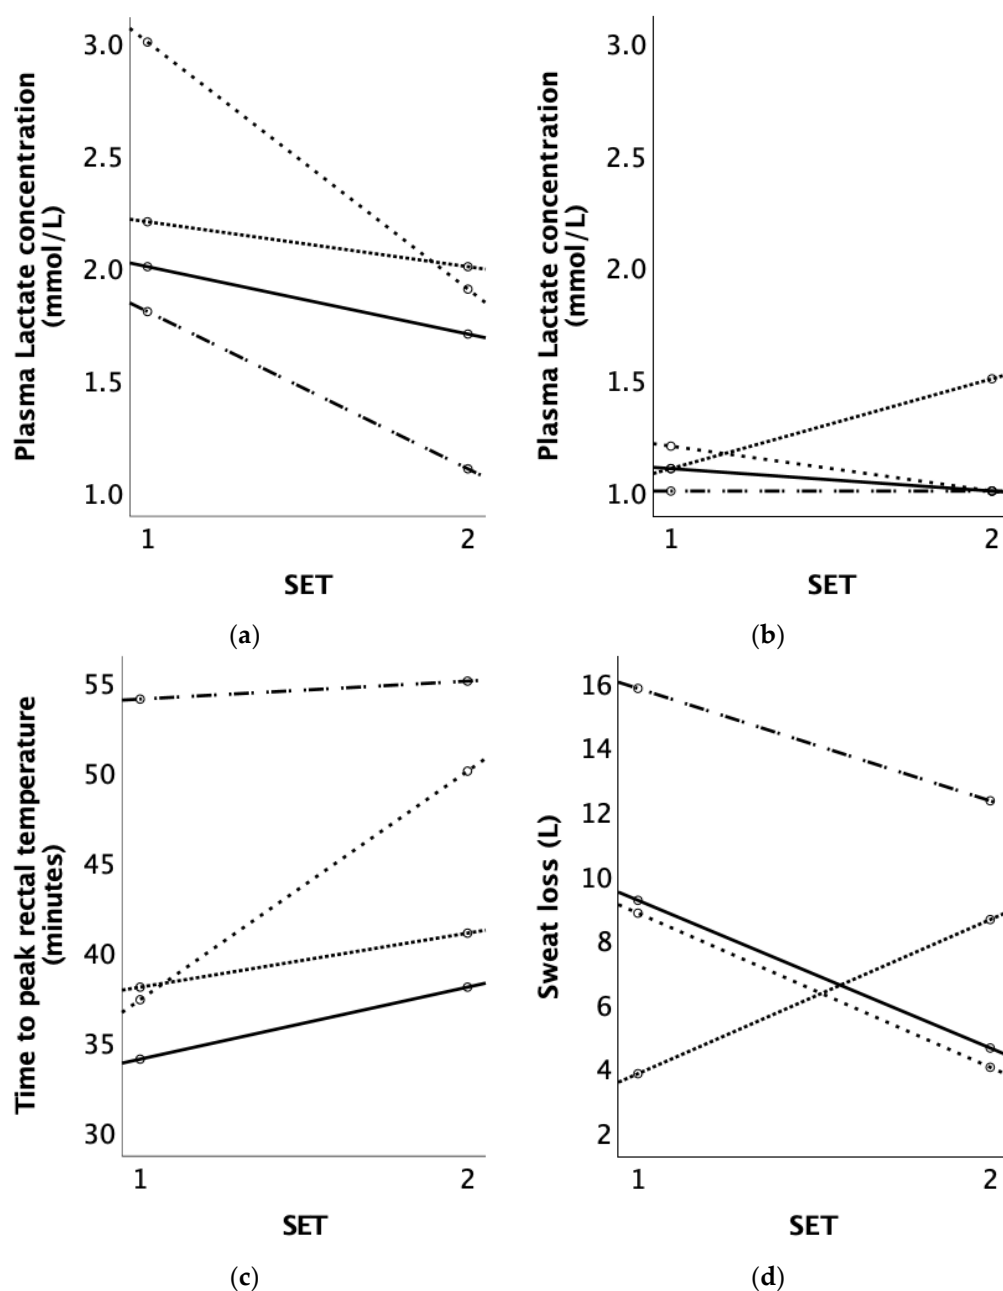 Plasma Lactate concentration
(mmol/L)
3.0
2.5
2.0
1.5
1.0
1
2
SET
(a)
Plasma Lactate concentration
(mmol/L)
3.0
2.5
2.0
1.5
1.0
1
2
SET
(b)
Time to peak rectal temperature
(minutes)
55
50
45
40
35
30
1
2
SET
(c)
Sweat loss (L)
16
14
12
10
8
6
4
2
1
2
SET
(d)